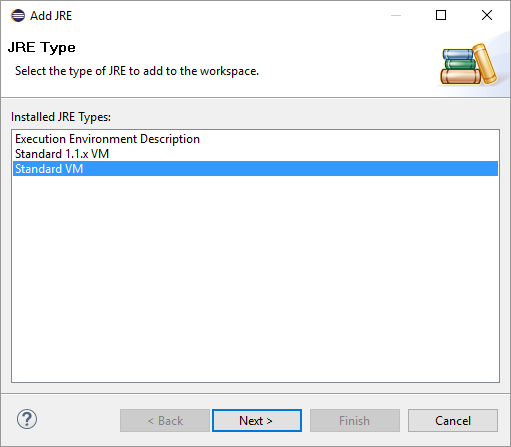 Add JRE
JRE Type
Select the type of JRE to add to the workspace.
Installed JRE Types:
Execution Environment Description
Standard 1.1.x VM
Standard VM
?
< Back
Next >
Finish
Cancel